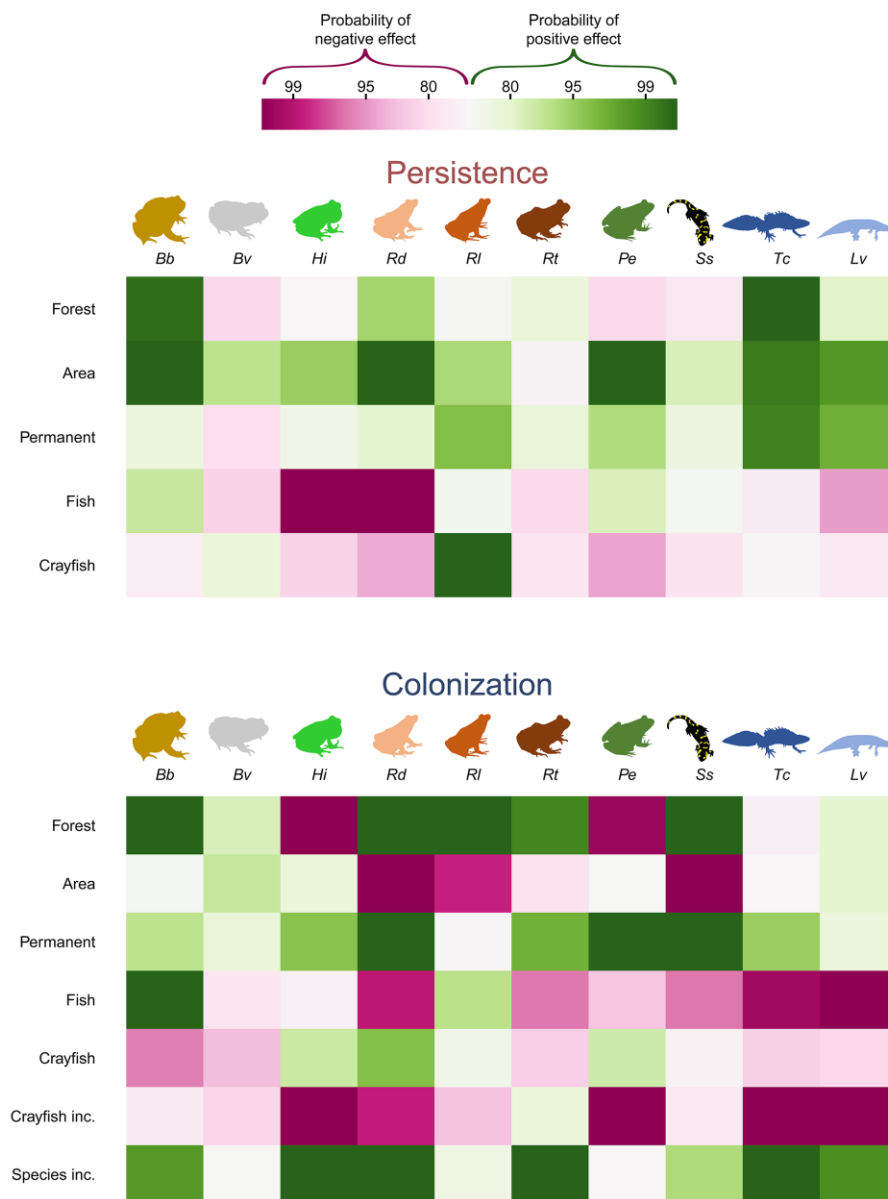 Probability of
negative effect
Probability of
positive effect
99 95 80 80 95 99
Persistence
Bb Bv Hi Rd Rl Rt Pe Ss Tc Lv
Forest
Area
Permanent
Fish
Crayfish
Colonization
Bb Bv Hi Rd Rl Rt Pe Ss Tc Lv
Forest
Area
Permanent
Fish
Crayfish
Crayfish inc.
Species inc.